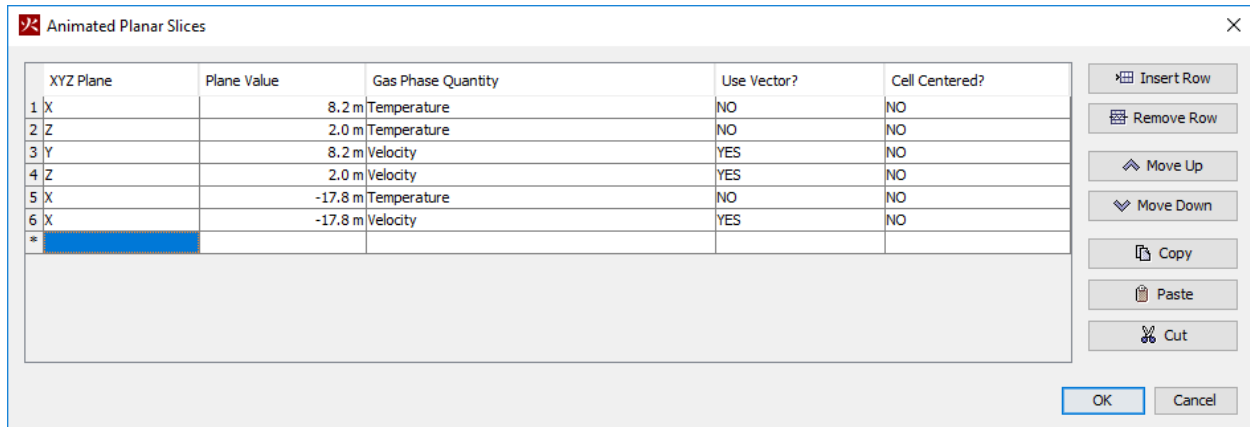 Animated Planar Slices
XYZ Plane Plane Value Gas Phase Quantity Use Vector? Cell Centered?
1 X 8.2 m Temperature NO NO
2 Z 2.0 m Temperature NO NO
3 Y 8.2 m Velocity YES NO
4 Z 2.0 m Velocity YES NO
5 X -17.8 m Temperature NO NO
6 X -17.8 m Velocity YES NO
*
Insert Row
Remove Row
Move Up
Move Down
Copy
Paste
Cut
OK Cancel